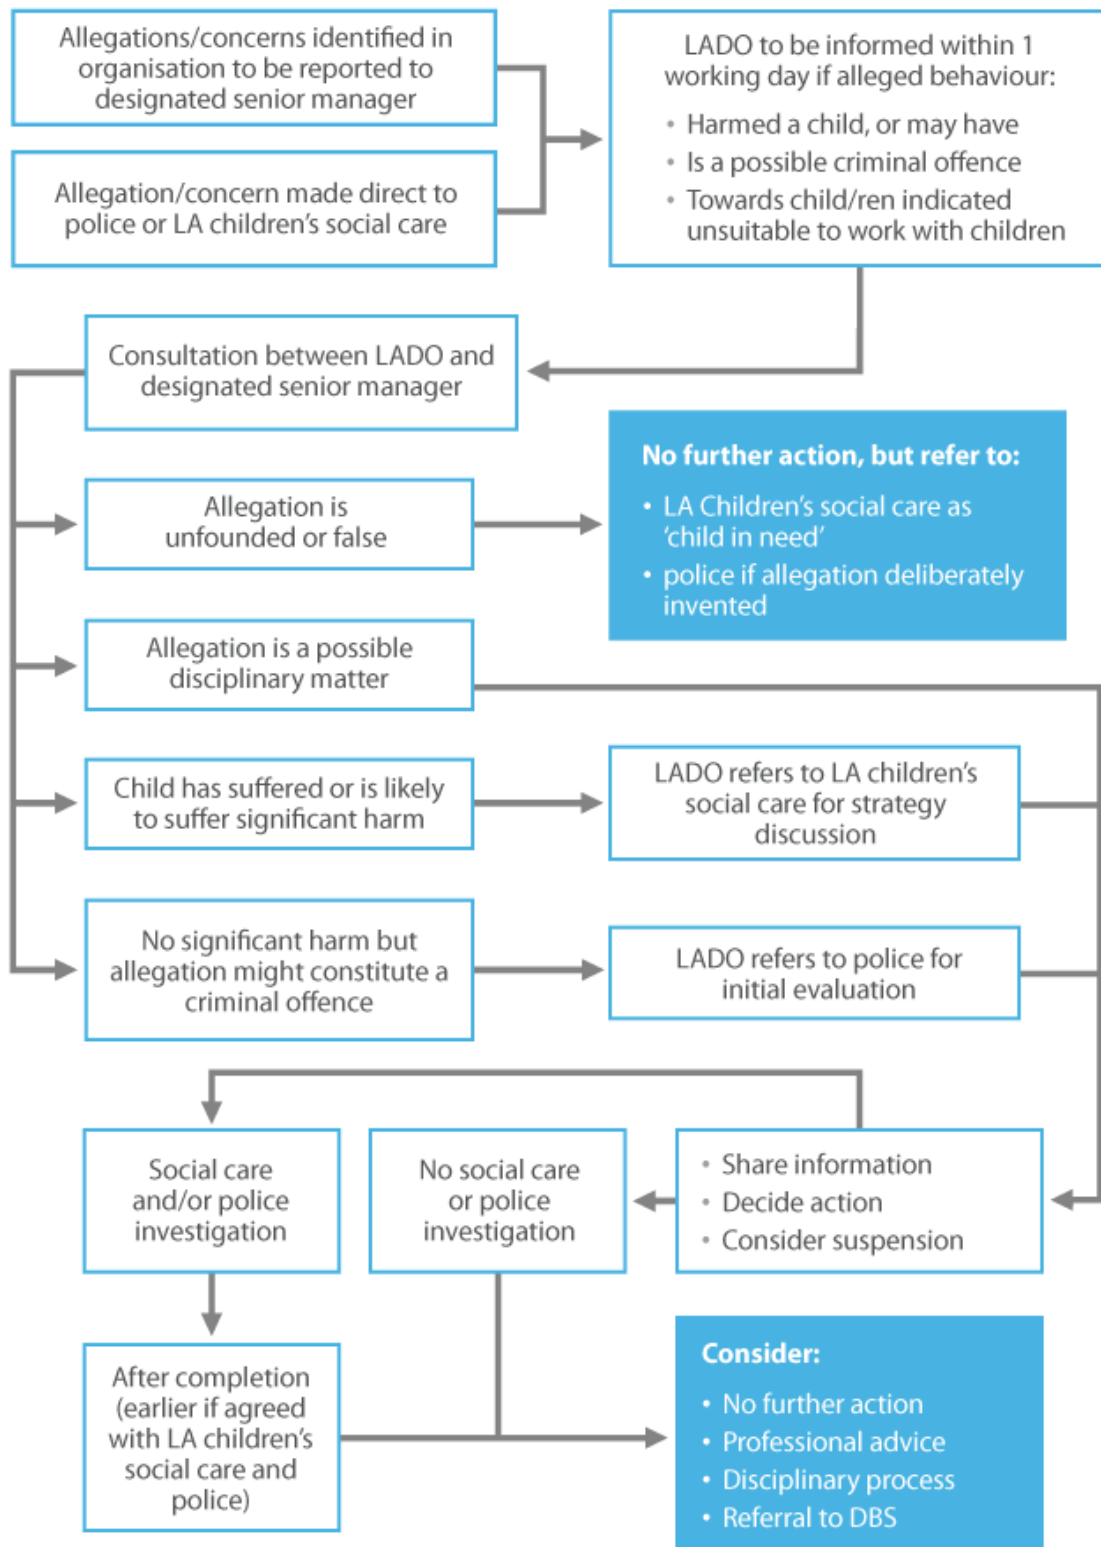 Allegations/concerns identified in
organisation to be reported to
designated senior manager
LADO to be informed within 1
working day if alleged behaviour:
• Harmed a child, or may have
• Is a possible criminal offence
• Towards child/ren indicated
unsuitable to work with children
Allegation/concern made direct to
police or LA children’s social care
Consultation between LADO and
designated senior manager
Allegation is
unfounded or false
No further action, but refer to:
• LA Children’s social care as
‘child in need’
• police if allegation deliberately
invented
Allegation is a possible
disciplinary matter
Child has suffered or is likely
to suffer significant harm
LADO refers to LA children’s
social care for strategy
discussion
No significant harm but
allegation might constitute a
criminal offence
LADO refers to police for
initial evaluation
Social care
and/or police
investigation
No social care
or police
investigation
• Share information
• Decide action
• Consider suspension
After completion
(earlier if agreed
with LA children’s
social care and
police)
Consider:
• No further action
• Professional advice
• Disciplinary process
• Referral to DBS